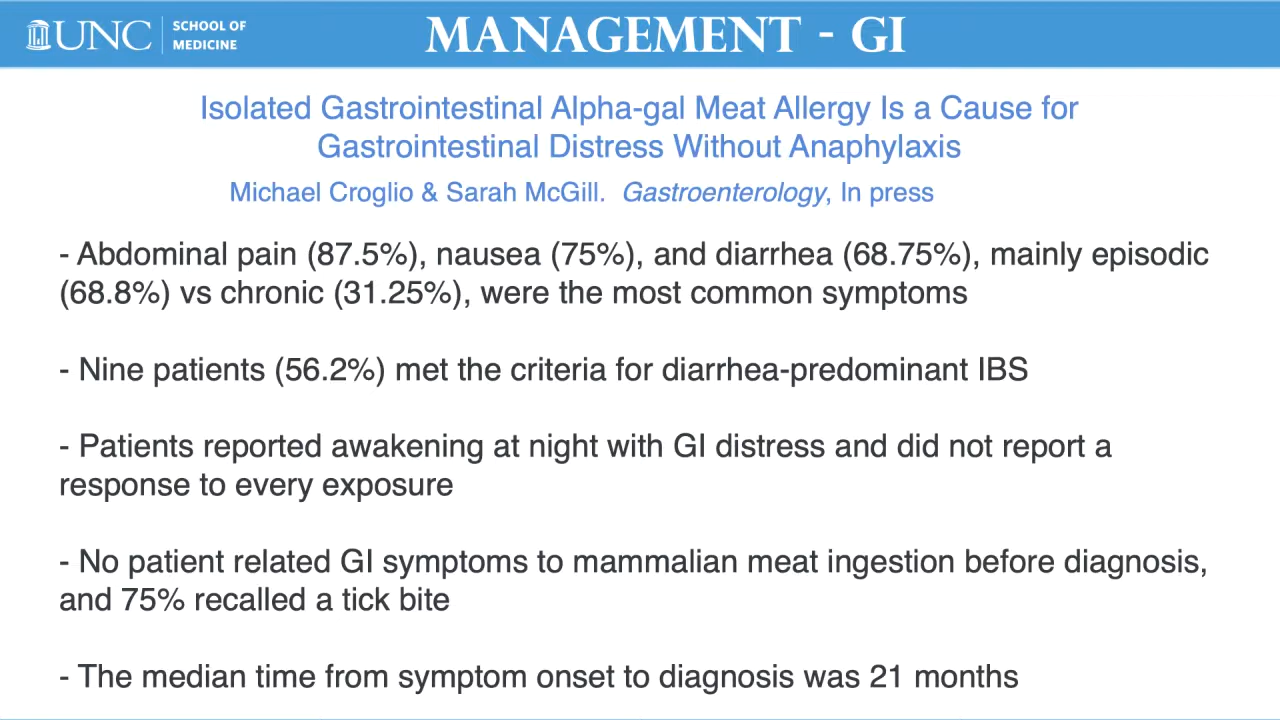 UNC
SCHOOL OF
MEDICINE
MANAGEMENT - GI
Isolated Gastrointestinal Alpha-gal Meat Allergy Is a Cause for
Gastrointestinal Distress Without Anaphylaxis
Michael Croglio & Sarah McGill. Gastroenterology, In press
- Abdominal pain (87.5%), nausea (75%), and diarrhea (68.75%), mainly episodic
(68.8%) vs chronic (31.25%), were the most common symptoms
- Nine patients (56.2%) met the criteria for diarrhea-predominant IBS
- Patients reported awakening at night with GI distress and did not report a
response to every exposure
- No patient related GI symptoms to mammalian meat ingestion before diagnosis,
and 75% recalled a tick bite
- The median time from symptom onset to diagnosis was 21 months